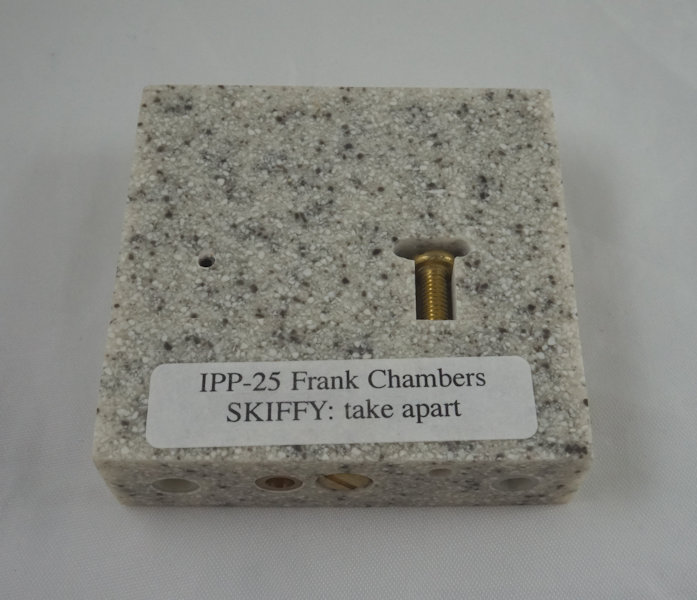 IPP-25 Frank Chambers
SKIFFY: take apart